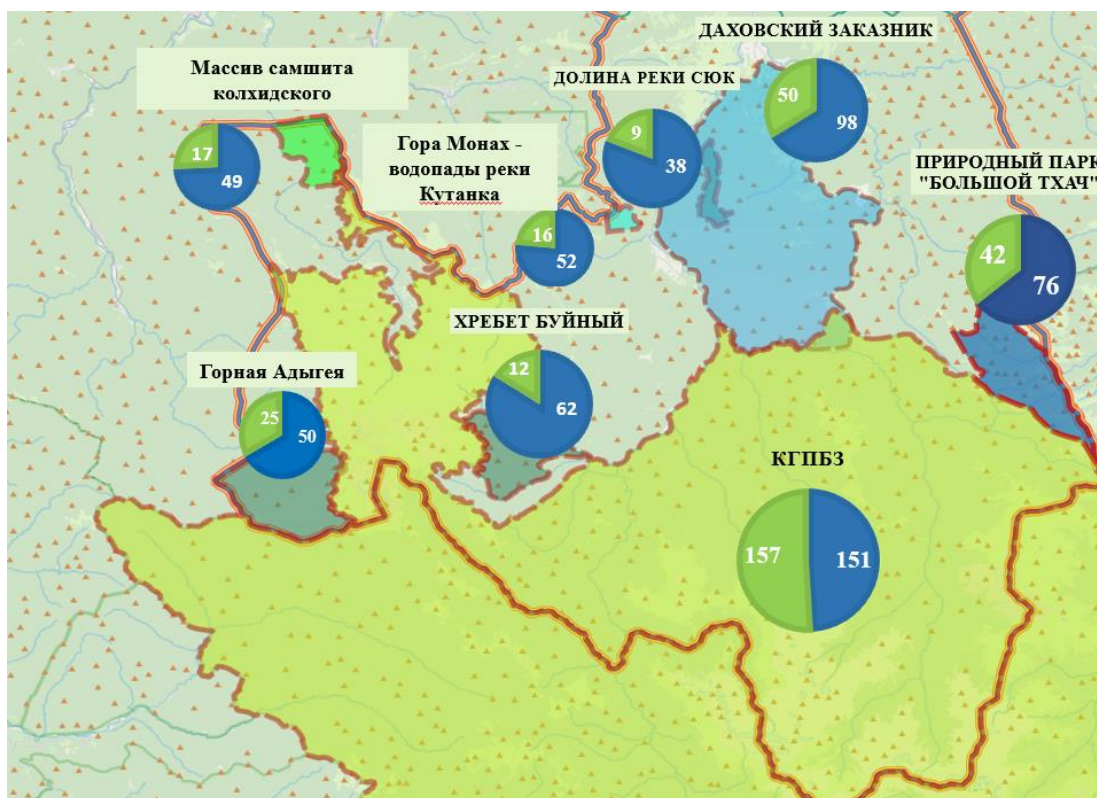 ДАХОВСКИЙ ЗАКАЗНИК
50
98
Массив самшита
колхидского
17
49
ДОЛИНА РЕКИ СЮК
9
38
Гора Монах -
водопады реки
Кутанка
16
52
ПРИРОДНЫЙ ПАРК
"БОЛЬШОЙ ТХАЧ"
42
76
ХРЕБЕТ БУЙНЫЙ
12
62
Горная Адыгея
25
50
КГПБЗ
157
151